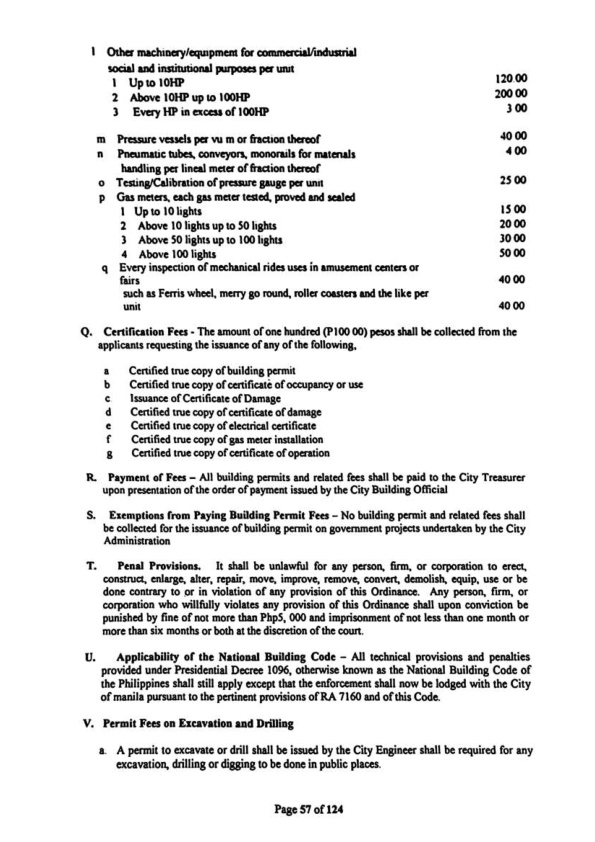 l Other machinery/equipment for commercial/industrial
social and institutional purposes per unit
1 Up to 10HP 120 00
2 Above 10HP up to 100HP 200 00
3 Every HP in excess of 100HP 3 00
m Pressure vessels per vu m or fraction thereof 40 00
n Pneumatic tubes, conveyors, monorails for materials 4 00
handling per lineal meter of fraction thereof
o Testing/Calibration of pressure gauge per unit 25 00
p Gas meters, each gas meter tested, proved and sealed
1 Up to 10 lights 15 00
2 Above 10 lights up to 50 lights 20 00
3 Above 50 lights up to 100 lights 30 00
4 Above 100 lights 50 00
q Every inspection of mechanical rides uses in amusement centers or
fairs 40 00
such as Ferris wheel, merry go round, roller coasters and the like per
unit 40 00
Q. Certification Fees - The amount of one hundred (P100 00) pesos shall be collected from the
applicants requesting the issuance of any of the following,
a Certified true copy of building permit
b Certified true copy of certificate of occupancy or use
c Issuance of Certificate of Damage
d Certified true copy of certificate of damage
e Certified true copy of electrical certificate
f Certified true copy of gas meter installation
g Certified true copy of certificate of operation
R. Payment of Fees – All building permits and related fees shall be paid to the City Treasurer
upon presentation of the order of payment issued by the City Building Official
S. Exemptions from Paying Building Permit Fees – No building permit and related fees shall
be collected for the issuance of building permit on government projects undertaken by the City
Administration
T. Penal Provisions. It shall be unlawful for any person, firm, or corporation to erect,
construct, enlarge, alter, repair, move, improve, remove, convert, demolish, equip, use or be
done contrary to or in violation of any provision of this Ordinance. Any person, firm, or
corporation who willfully violates any provision of this Ordinance shall upon conviction be
punished by fine of not more than Php5, 000 and imprisonment of not less than one month or
more than six months or both at the discretion of the court.
U. Applicability of the National Building Code – All technical provisions and penalties
provided under Presidential Decree 1096, otherwise known as the National Building Code of
the Philippines shall still apply except that the enforcement shall now be lodged with the City
of manila pursuant to the pertinent provisions of RA 7160 and of this Code.
V. Permit Fees on Excavation and Drilling
a. A permit to excavate or drill shall be issued by the City Engineer shall be required for any
excavation, drilling or digging to be done in public places.
Page 57 of 124